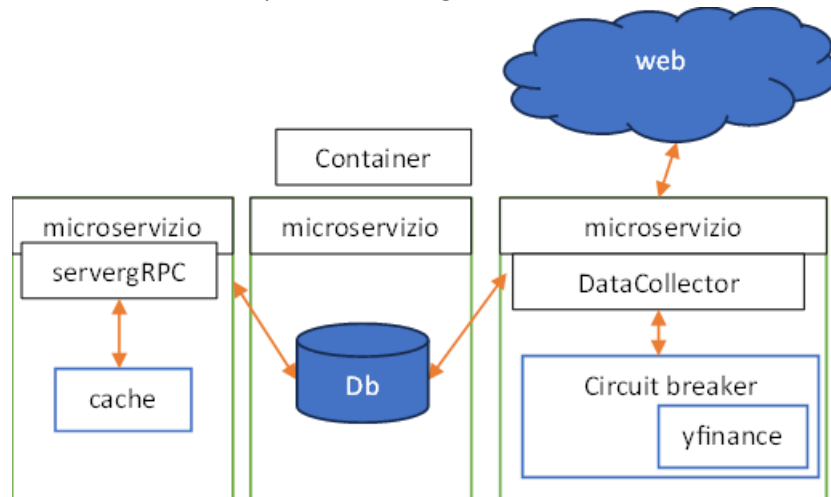 web
Container
microservizio
microservizio
microservizio
servergRPC
DataCollector
Db
cache
Circuit breaker
yfinance